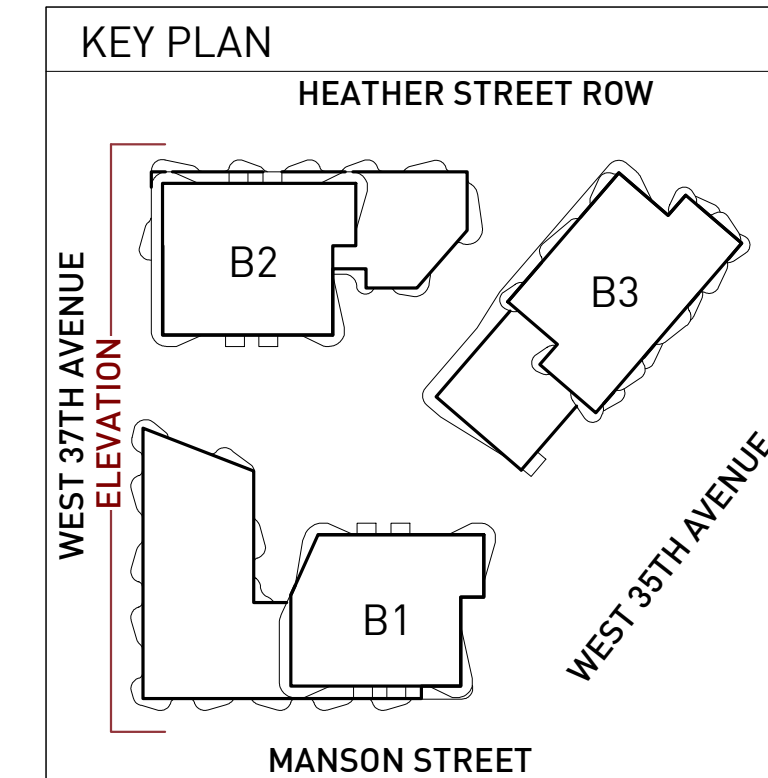 KEY PLAN
HEATHER STREET ROW
B2
B3
WEST 37TH AVENUE
ELEVATION
B1
WEST 35TH AVENUE
MANSON STREET